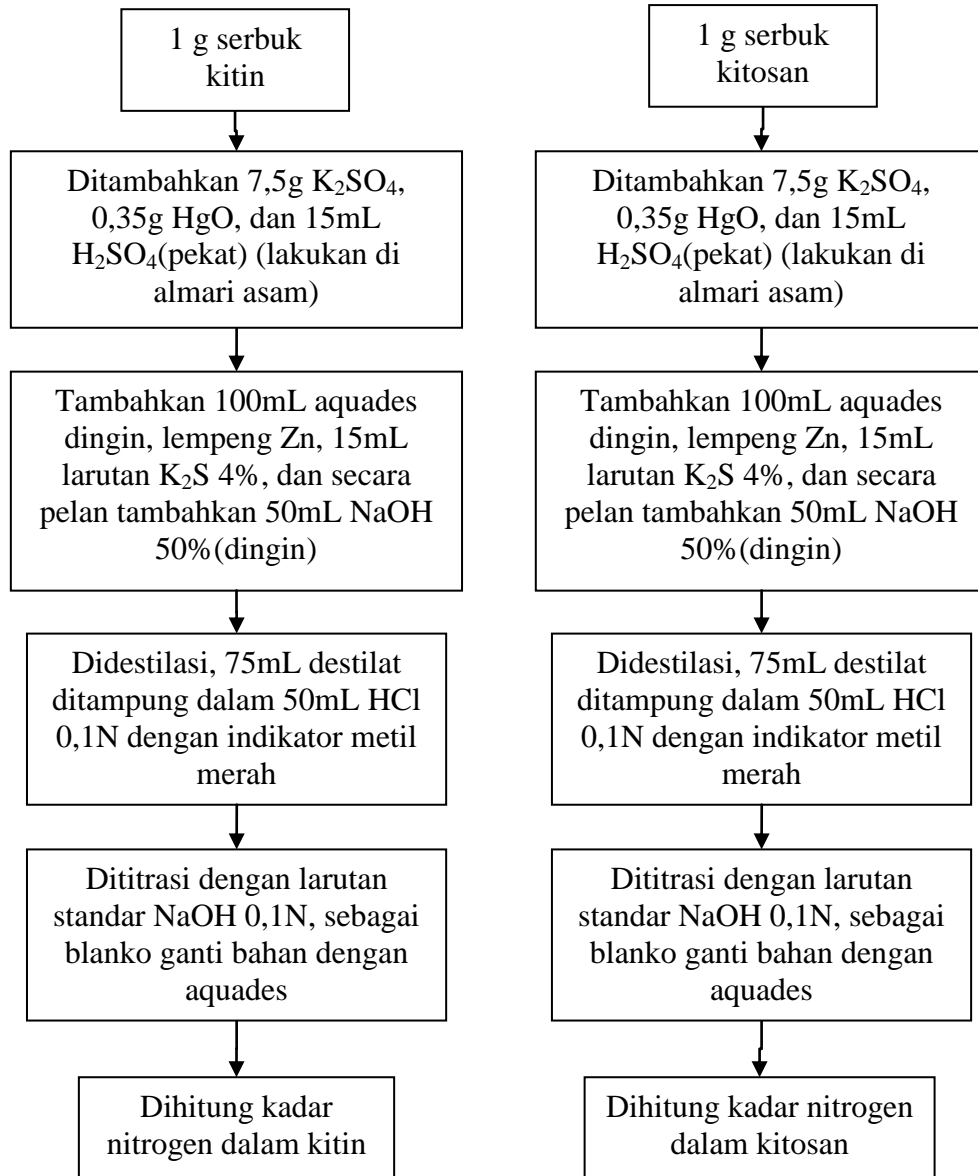 1 g serbuk
kitin
Ditambahkan 7,5g K₂SO₄,
0,35g HgO, dan 15mL
H₂SO₄(pekat) (lakukan di
almari asam)
Tambahkan 100mL aquades
dingin, lempeng Zn, 15mL
larutan K₂S 4%, dan secara
pelan tambahkan 50mL NaOH
50%(dingin)
Didestilasi, 75mL destilat
ditampung dalam 50mL HCl
0,1N dengan indikator metil
merah
Dititrasi dengan larutan
standar NaOH 0,1N, sebagai
blanko ganti bahan dengan
aquades
Dihitung kadar
nitrogen dalam kitin
1 g serbuk
kitosan
Ditambahkan 7,5g K₂SO₄,
0,35g HgO, dan 15mL
H₂SO₄(pekat) (lakukan di
almari asam)
Tambahkan 100mL aquades
dingin, lempeng Zn, 15mL
larutan K₂S 4%, dan secara
pelan tambahkan 50mL NaOH
50%(dingin)
Didestilasi, 75mL destilat
ditampung dalam 50mL HCl
0,1N dengan indikator metil
merah
Dititrasi dengan larutan
standar NaOH 0,1N, sebagai
blanko ganti bahan dengan
aquades
Dihitung kadar nitrogen
dalam kitosan